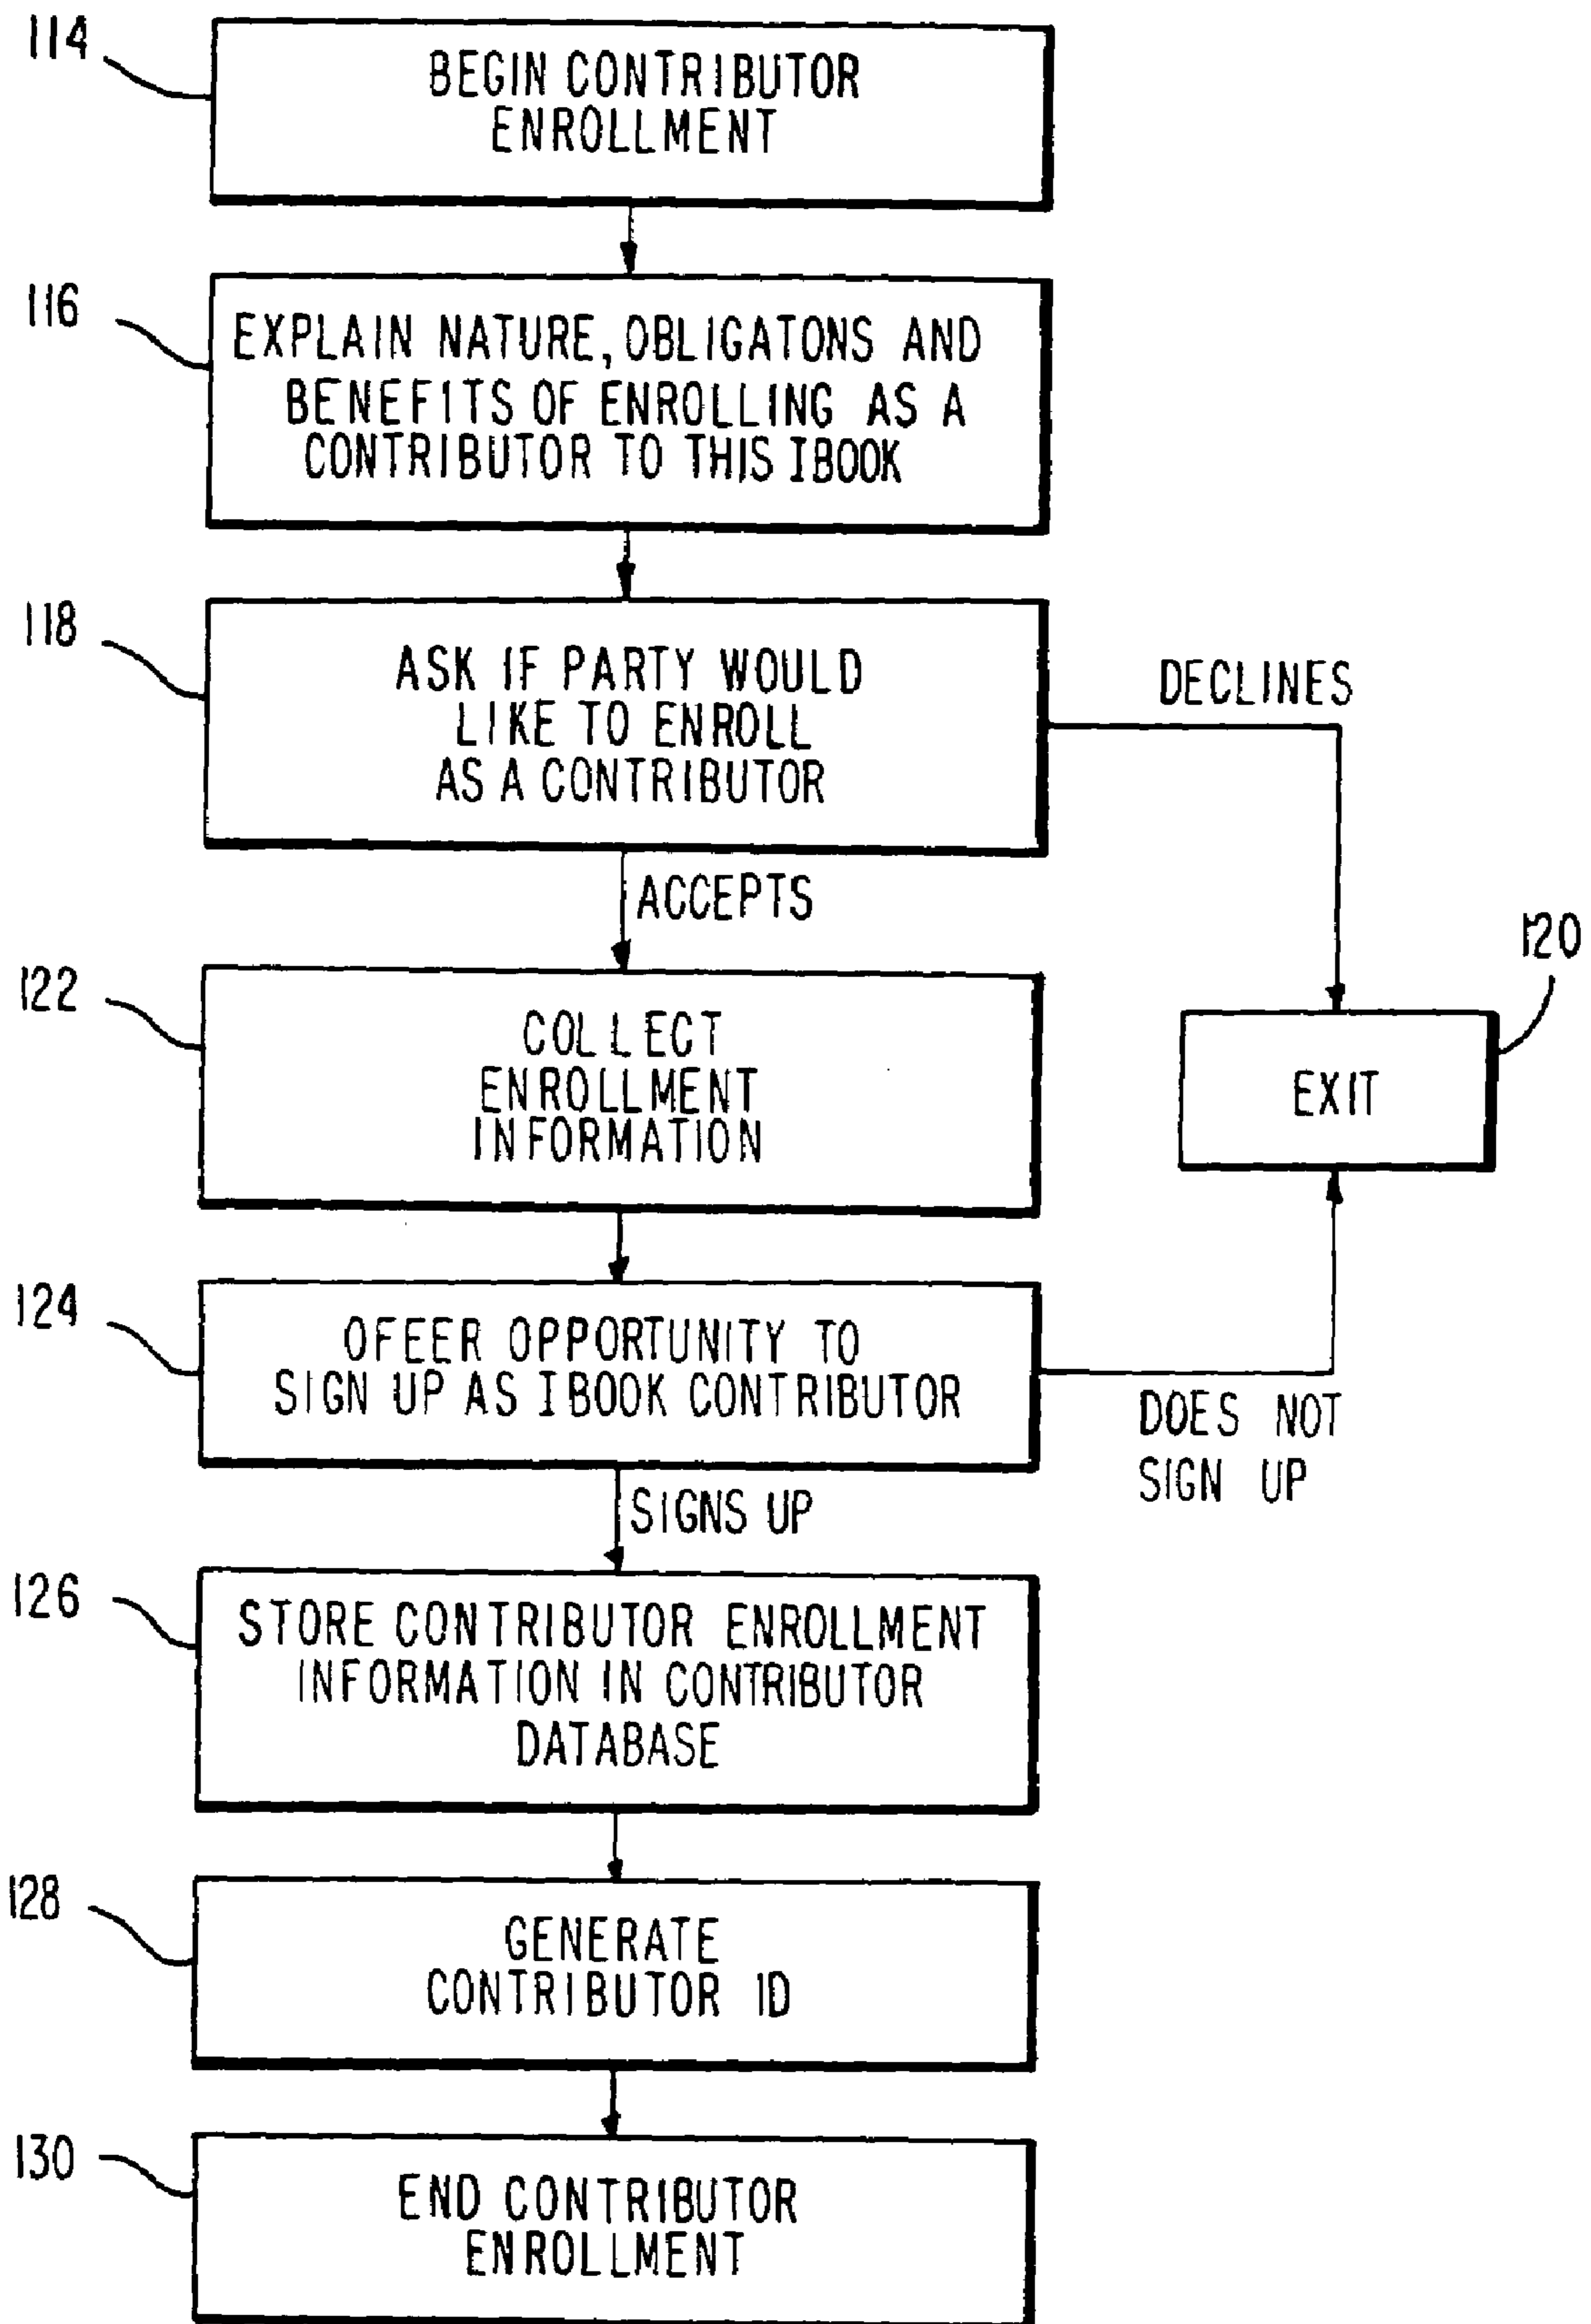 114
BEGIN CONTRIBUTOR
ENROLLMENT
116
EXPLAIN NATURE, OBLIGATONS AND
BENEFITS OF ENROLLING AS A
CONTRIBUTOR TO THIS IBOOK
118
ASK IF PARTY WOULD
LIKE TO ENROLL
AS A CONTRIBUTOR
DECLINES
ACCEPTS
120
EXIT
122
COLLECT
ENROLLMENT
INFORMATION
124
OFEER OPPORTUNITY TO
SIGN UP AS IBOOK CONTRIBUTOR
DOES NOT
SIGN UP
SIGNS UP
126
STORE CONTRIBUTOR ENROLLMENT
INFORMATION IN CONTRIBUTOR
DATABASE
128
GENERATE
CONTRIBUTOR ID
130
END CONTRIBUTOR
ENROLLMENT